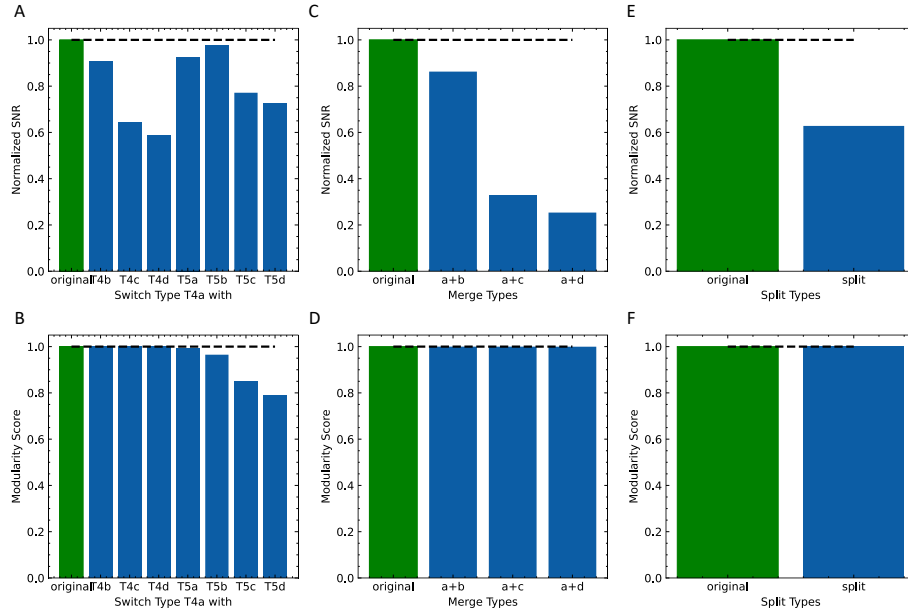 A
Normalized SNR
1.0
0.8
0.6
0.4
0.2
0.0
original T4b T4c T4d T5a T5b T5c T5d
Switch Type T4a with
C
Normalized SNR
1.0
0.8
0.6
0.4
0.2
0.0
original a+b a+c a+d
Merge Types
E
Normalized SNR
1.0
0.8
0.6
0.4
0.2
0.0
original split
Split Types
B
Modularity Score
1.0
0.8
0.6
0.4
0.2
0.0
original T4b T4c T4d T5a T5b T5c T5d
Switch Type T4a with
D
Modularity Score
1.0
0.8
0.6
0.4
0.2
0.0
original a+b a+c a+d
Merge Types
F
Modularity Score
1.0
0.8
0.6
0.4
0.2
0.0
original split
Split Types